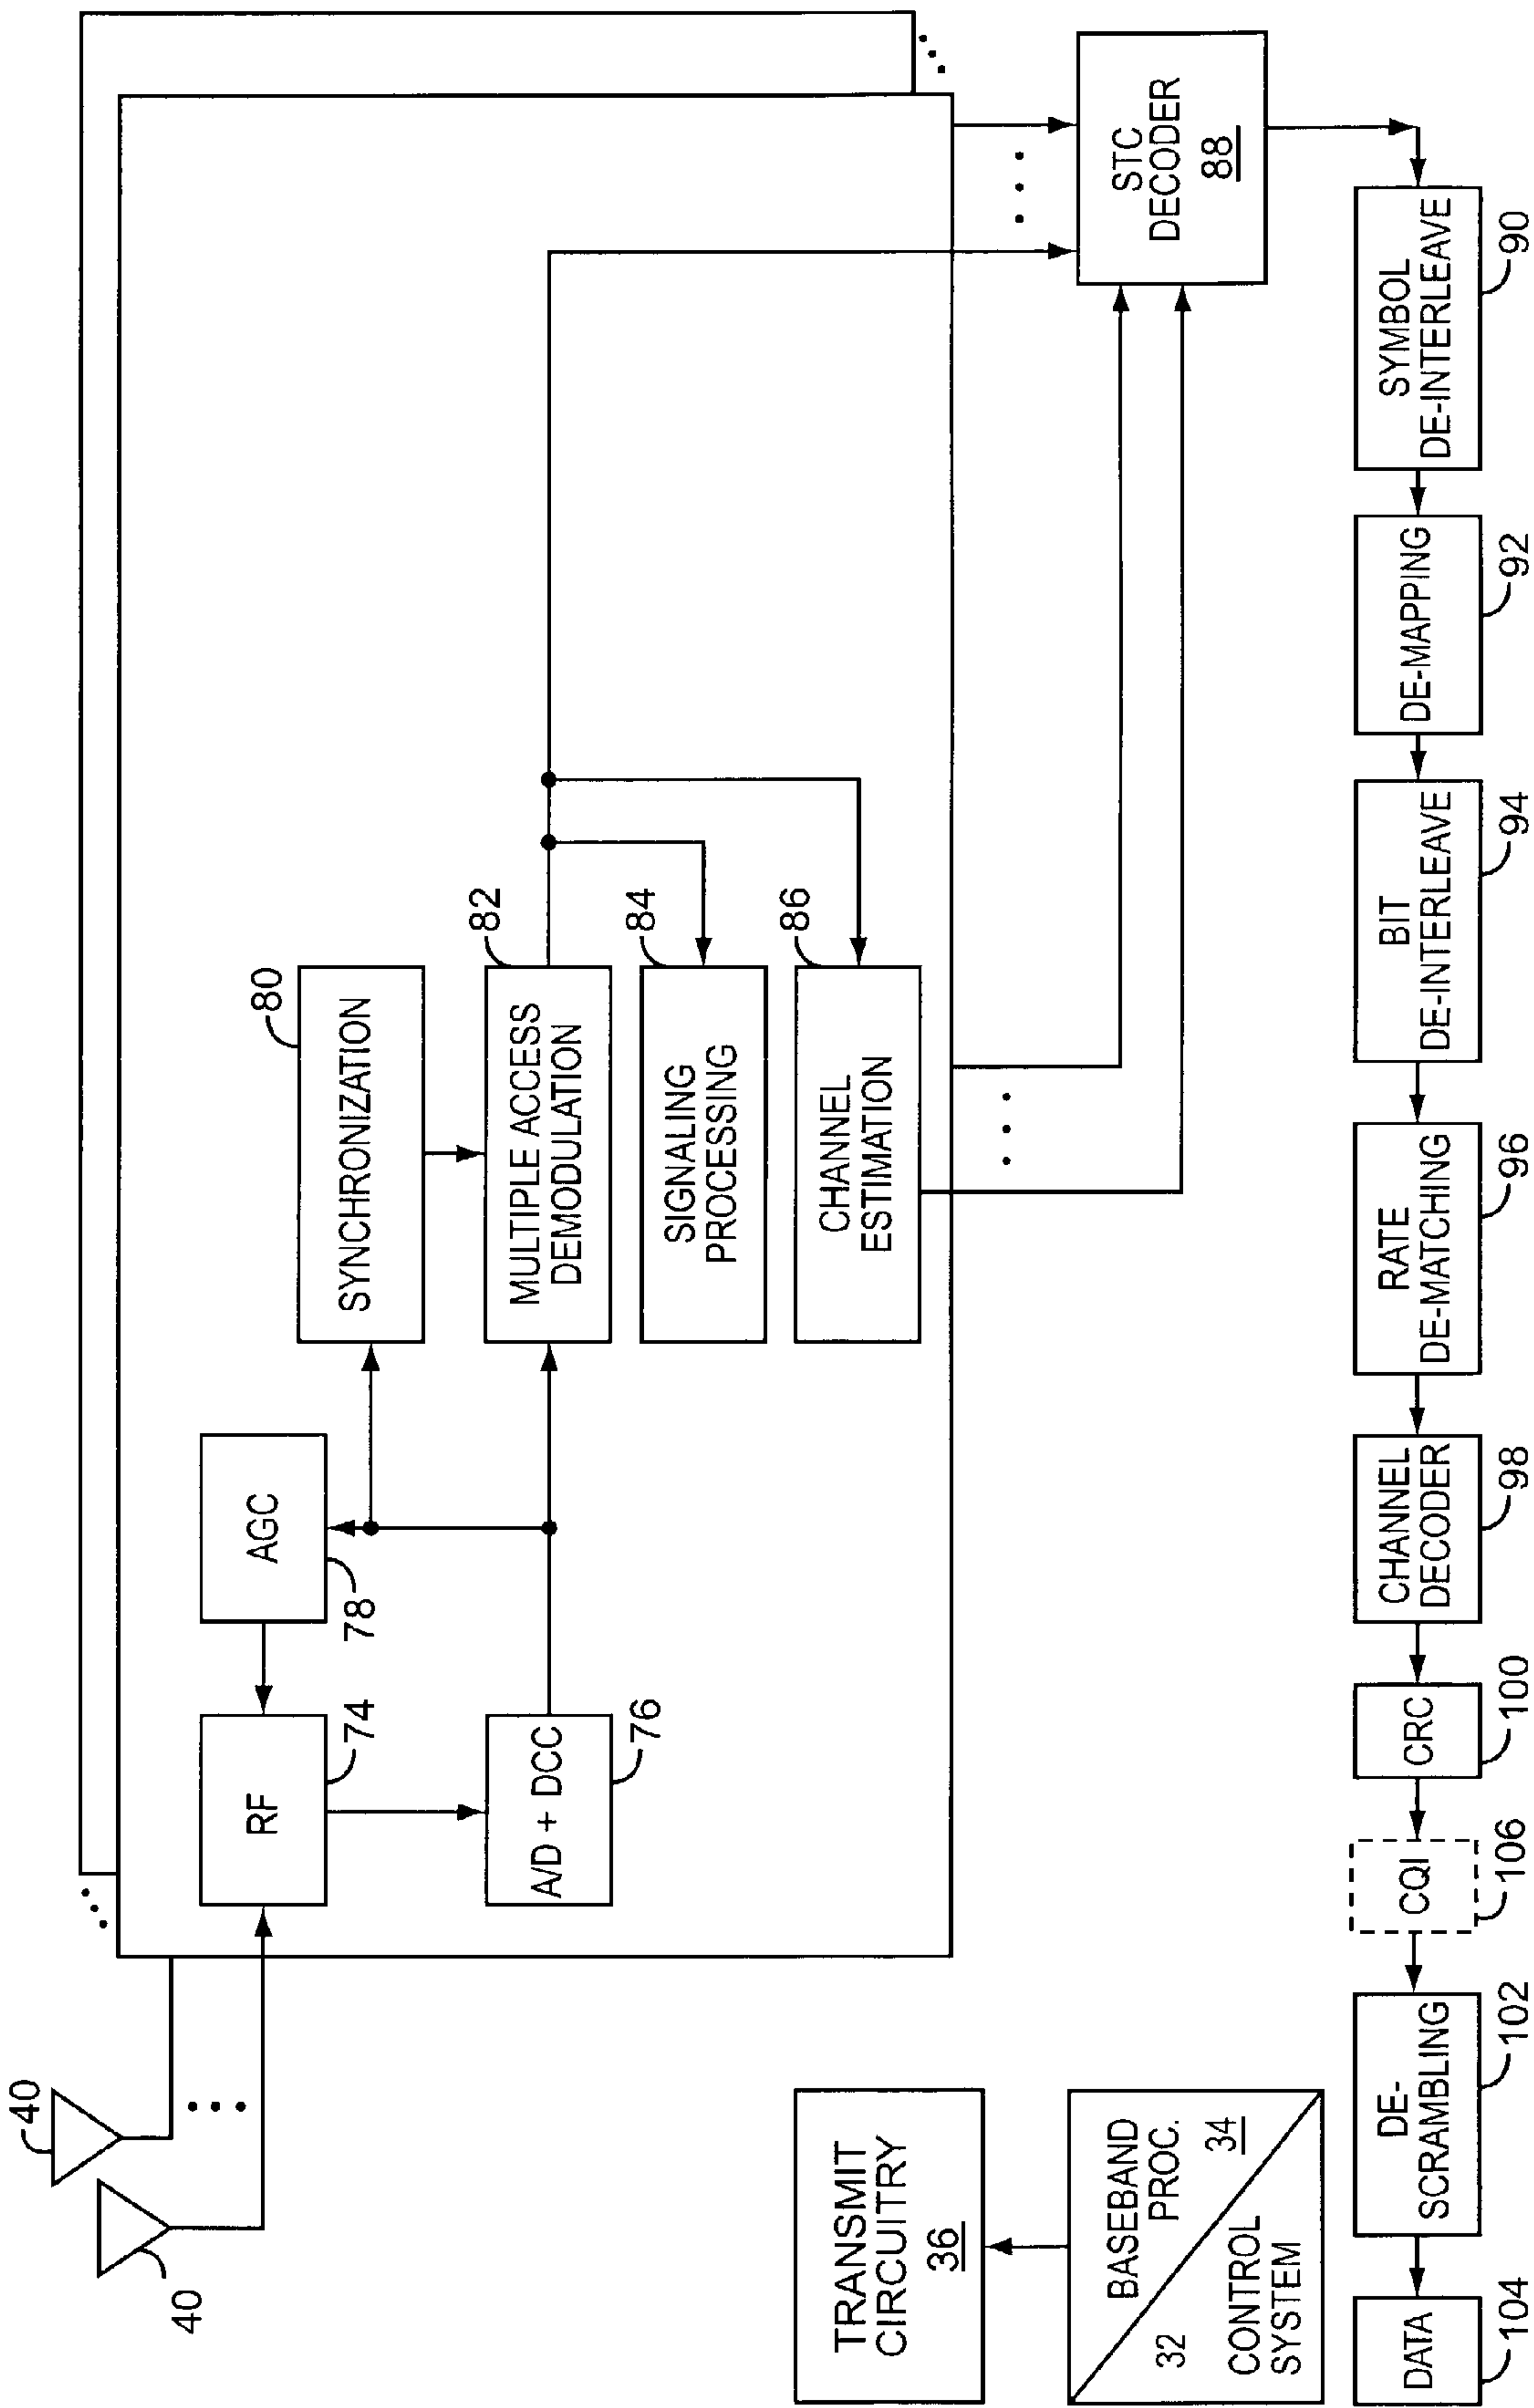 40
40
RF
74
AGC
78
A/D + DCC
76
SYNCHRONIZATION
80
MULTIPLE ACCESS
DEMODULATION
82
SIGNALING
PROCESSING
84
CHANNEL
ESTIMATION
86
STC
DECODER
88
TRANSMIT
CIRCUITRY
36
BASEBAND
PROC.
34
32
CONTROL
SYSTEM
DATA
104
DE-
SCRAMBLING
102
CQI
106
CRC
100
CHANNEL
DECODER
98
RATE
DE-MATCHING
96
BIT
DE-INTERLEAVE
94
DE-MAPPING
92
SYMBOL
DE-INTERLEAVE
90